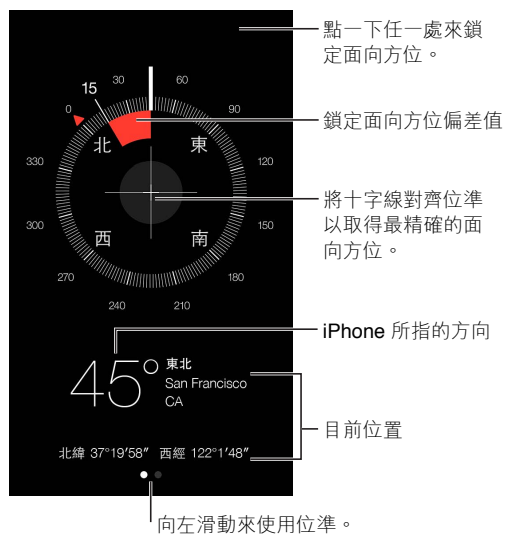 點一下任一處來鎖
定面向方位。
15
30
60
0
90
鎖定面向方位偏差值
北
東
330
120
將十字線對齊位準
以取得最精確的面
向方位。
300
150
西
南
270
180
240
210
iPhone 所指的方向
45°
東北
San Francisco
CA
目前位置
北緯 37°19′58″ 西經 122°1′48″
向左滑動來使用位準。